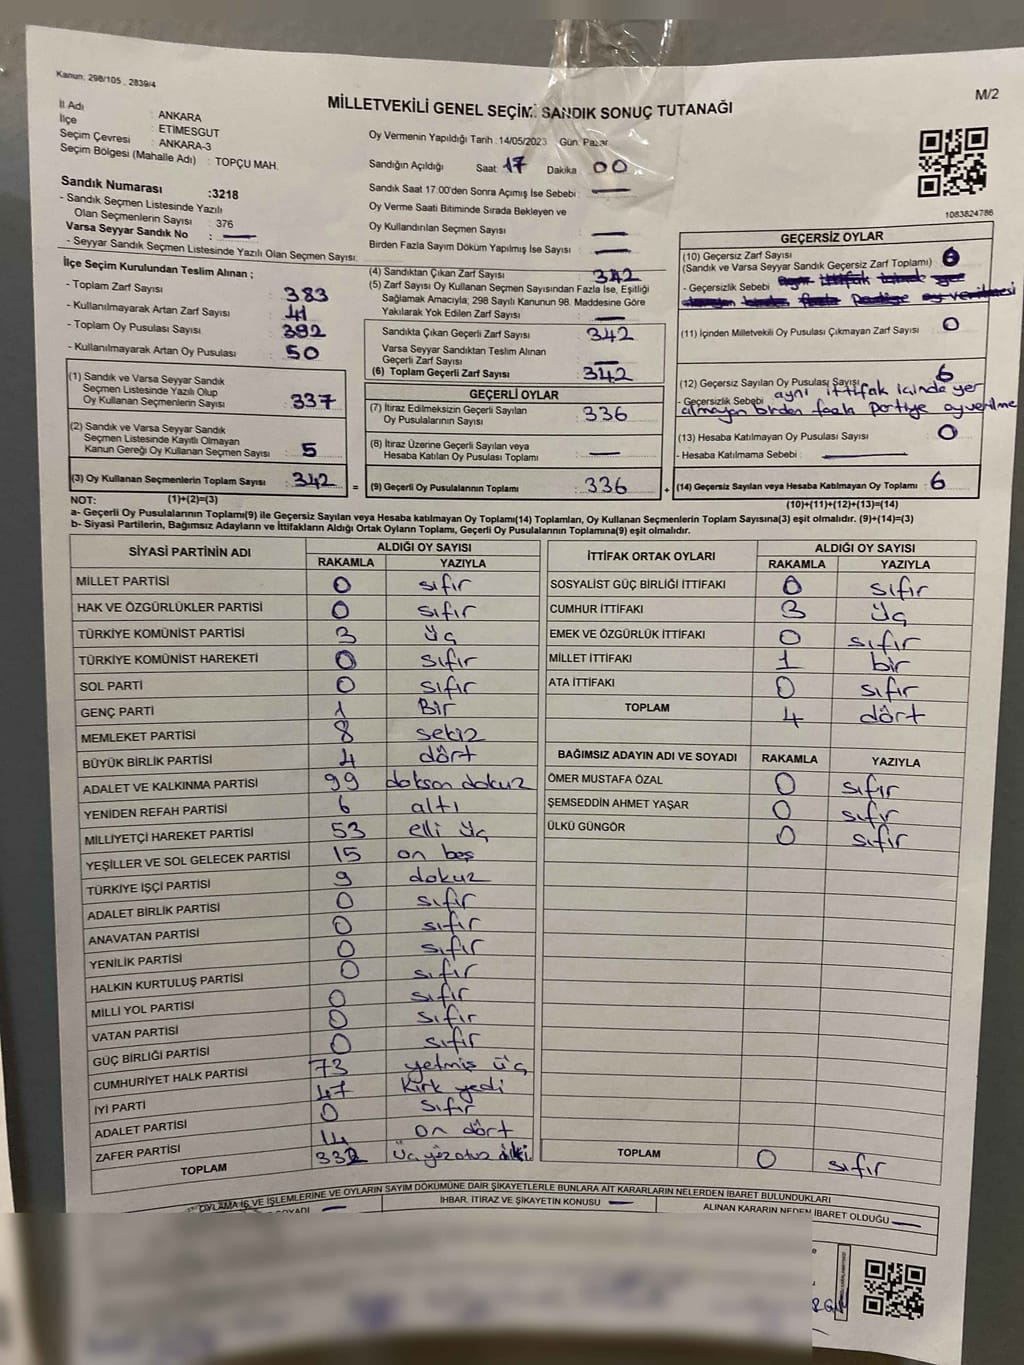 Kanun: 298/105 , 2839/4
M/2
MİLLETVEKİLİ GENEL SEÇİMİ SANDIK SONUÇ TUTANAĞI
İl Adı : ANKARA
İlçe : ETİMESGUT
Seçim Çevresi : ANKARA-3
Seçim Bölgesi (Mahalle Adı) : TOPÇU MAH.
Oy Vermenin Yapıldığı Tarih :14/05/2023 Gün: Pazar
Sandığın Açıldığı Saat 17 Dakika 00
Sandık Saat 17:00'den Sonra Açımış İse Sebebi : —
Oy Verme Saati Bitiminde Sırada Bekleyen ve
Oy Kullandırılan Seçmen Sayısı : —
Birden Fazla Sayım Döküm Yapılmış İse Sayısı : —
1083824786
Sandık Numarası :3218
- Sandık Seçmen Listesinde Yazılı
Olan Seçmenlerin Sayısı : 376
Varsa Seyyar Sandık No : —
- Seyyar Sandık Seçmen Listesinde Yazılı Olan Seçmen Sayısı:
İlçe Seçim Kurulundan Teslim Alınan ;
- Toplam Zarf Sayısı : 383
- Kullanılmayarak Artan Zarf Sayısı : 41
- Toplam Oy Pusulası Sayısı : 392
- Kullanılmayarak Artan Oy Pusulası : 50
(1) Sandık ve Varsa Seyyar Sandık
Seçmen Listesinde Yazılı Olup
Oy Kullanan Seçmenlerin Sayısı : 337
(2) Sandık ve Varsa Seyyar Sandık
Seçmen Listesinde Kayıtlı Olmayan
Kanun Gereği Oy Kullanan Seçmen Sayısı : 5
(3) Oy Kullanan Seçmenlerin Toplam Sayısı : 342 =
(4) Sandıktan Çıkan Zarf Sayısı : 342
(5) Zarf Sayısı Oy Kullanan Seçmen Sayısından Fazla İse, Eşitliği
Sağlamak Amacıyla; 298 Sayılı Kanunun 98. Maddesine Göre
Yakılarak Yok Edilen Zarf Sayısı : —
Sandıkta Çıkan Geçerli Zarf Sayısı : 342
Varsa Seyyar Sandıktan Teslim Alınan
Geçerli Zarf Sayısı : —
(6) Toplam Geçerli Zarf Sayısı : 342
GEÇERLİ OYLAR
(7) İtiraz Edilmeksizin Geçerli Sayılan
Oy Pusulalarının Sayısı : 336
(8) İtiraz Üzerine Geçerli Sayılan veya
Hesaba Katılan Oy Pusulası Toplamı : —
(9) Geçerli Oy Pusulalarının Toplamı : 336 +
GEÇERSİZ OYLAR
(10) Geçersiz Zarf Sayısı
(Sandık ve Varsa Seyyar Sandık Geçersiz Zarf Toplamı) :
- Geçersizlik Sebebi :
(11) İçinden Milletvekili Oy Pusulası Çıkmayan Zarf Sayısı : 0
(12) Geçersiz Sayılan Oy Pusulası Sayısı : 6
- Geçersizlik Sebebi : aynı ittifak içinde yer
almayan birden fazla partiye oy verilme
(13) Hesaba Katılmayan Oy Pusulası Sayısı : 0
- Hesaba Katılmama Sebebi : —
(14) Geçersiz Sayılan veya Hesaba Katılmayan Oy Toplamı : 6
NOT: (1)+(2)=(3)
(10)+(11)+(12)+(13)=(14)
a- Geçerli Oy Pusulalarının Toplamı(9) ile Geçersiz Sayılan veya Hesaba katılmayan Oy Toplamı(14) Toplamları, Oy Kullanan Seçmenlerin Toplam Sayısına(3) eşit olmalıdır. (9)+(14)=(3)
b- Siyasi Partilerin, Bağımsız Adayların ve İttifakların Aldığı Ortak Oyların Toplamı, Geçerli Oy Pusulalarının Toplamına(9) eşit olmalıdır.
SİYASİ PARTİNİN ADI ALDIĞI OY SAYISI
RAKAMLA YAZIYLA
MİLLET PARTİSİ 0 sıfır
HAK VE ÖZGÜRLÜKLER PARTİSİ 0 sıfır
TÜRKİYE KOMÜNİST PARTİSİ 3 üç
TÜRKİYE KOMÜNİST HAREKETİ 0 sıfır
SOL PARTİ 0 sıfır
GENÇ PARTİ 1 Bir
MEMLEKET PARTİSİ 8 sekiz
BÜYÜK BİRLİK PARTİSİ 4 dört
ADALET VE KALKINMA PARTİSİ 99 doksan dokuz
YENİDEN REFAH PARTİSİ 6 altı
MİLLİYETÇİ HAREKET PARTİSİ 53 elli üç
YEŞİLLER VE SOL GELECEK PARTİSİ 15 on beş
TÜRKİYE İŞÇİ PARTİSİ 9 dokuz
ADALET BİRLİK PARTİSİ 0 sıfır
ANAVATAN PARTİSİ 0 sıfır
YENİLİK PARTİSİ 0 sıfır
HALKIN KURTULUŞ PARTİSİ 0 sıfır
MİLLİ YOL PARTİSİ 0 sıfır
VATAN PARTİSİ 0 sıfır
GÜÇ BİRLİĞİ PARTİSİ 0 sıfır
CUMHURİYET HALK PARTİSİ 73 yetmiş üç
İYİ PARTİ 47 Kırk yedi
ADALET PARTİSİ 0 sıfır
ZAFER PARTİSİ 14 on dört
TOPLAM 332 üçyüzotuz iki
İTTİFAK ORTAK OYLARI ALDIĞI OY SAYISI
RAKAMLA YAZIYLA
SOSYALİST GÜÇ BİRLİĞİ İTTİFAKI 0 sıfır
CUMHUR İTTİFAKI 3 üç
EMEK VE ÖZGÜRLÜK İTTİFAKI 0 sıfır
MİLLET İTTİFAKI 1 bir
ATA İTTİFAKI 0 sıfır
TOPLAM 4 dört
BAĞIMSIZ ADAYIN ADI VE SOYADI RAKAMLA YAZIYLA
ÖMER MUSTAFA ÖZAL 0 sıfır
ŞEMSEDDİN AHMET YAŞAR 0 sıfır
ÜLKÜ GÜNGÖR 0 sıfır
TOPLAM 0 sıfır
OYLAMA İŞ VE İŞLEMLERİNE VE OYLARIN SAYIM DÖKÜMÜNE DAİR ŞİKAYETLERLE BUNLARA AİT KARARLARIN NELERDEN İBARET BULUNDUKLARI
SOYADI — İHBAR, İTİRAZ VE ŞİKAYETİN KONUSU — ALINAN KARARIN NEDEN İBARET OLDUĞU —